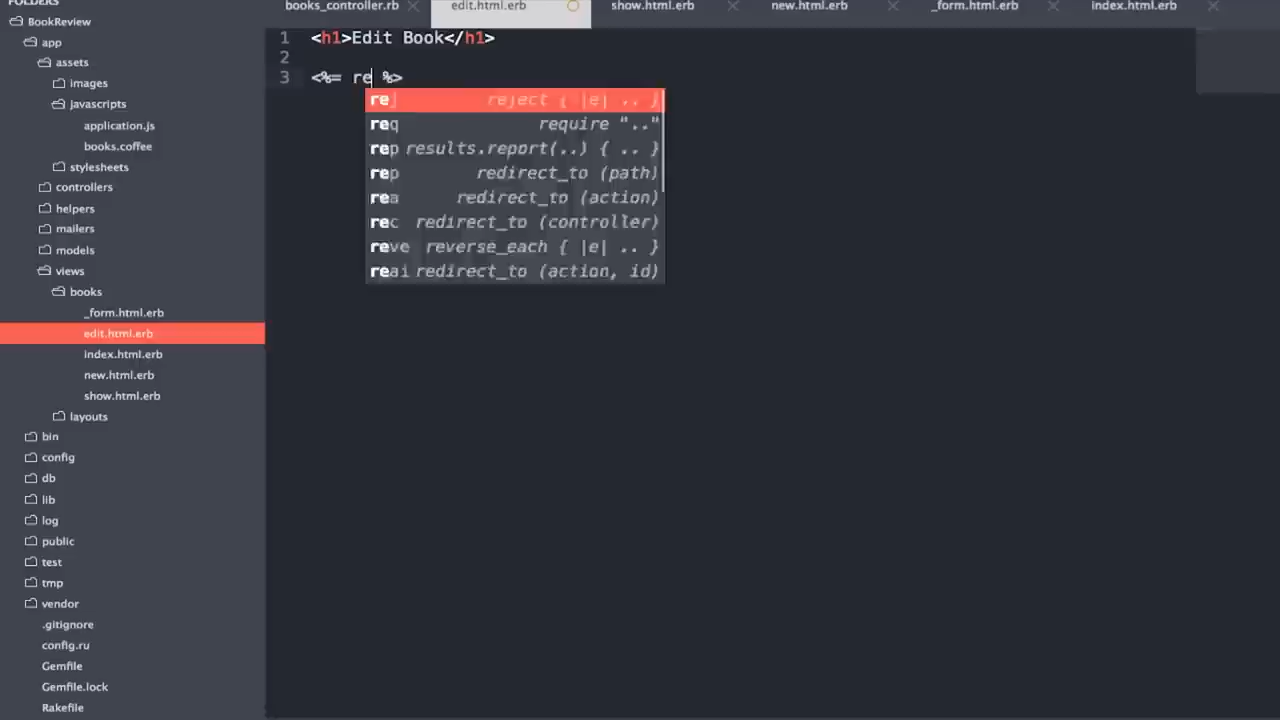 FOLDERS
BookReview
app
assets
images
javascripts
application.js
books.coffee
stylesheets
controllers
helpers
mailers
models
views
books
_form.html.erb
edit.html.erb
index.html.erb
new.html.erb
show.html.erb
layouts
bin
config
db
lib
log
public
test
tmp
vendor
.gitignore
config.ru
Gemfile
Gemfile.lock
Rakefile
books_controller.rb edit.html.erb show.html.erb new.html.erb _form.html.erb index.html.erb
1 <h1>Edit Book</h1>
2
3 <%= re %>
rej reject { |e| .. }
req require ".."
rep results.report(..) { .. }
rep redirect_to (path)
rea redirect_to (action)
rec redirect_to (controller)
reve reverse_each { |e| .. }
reai redirect_to (action, id)